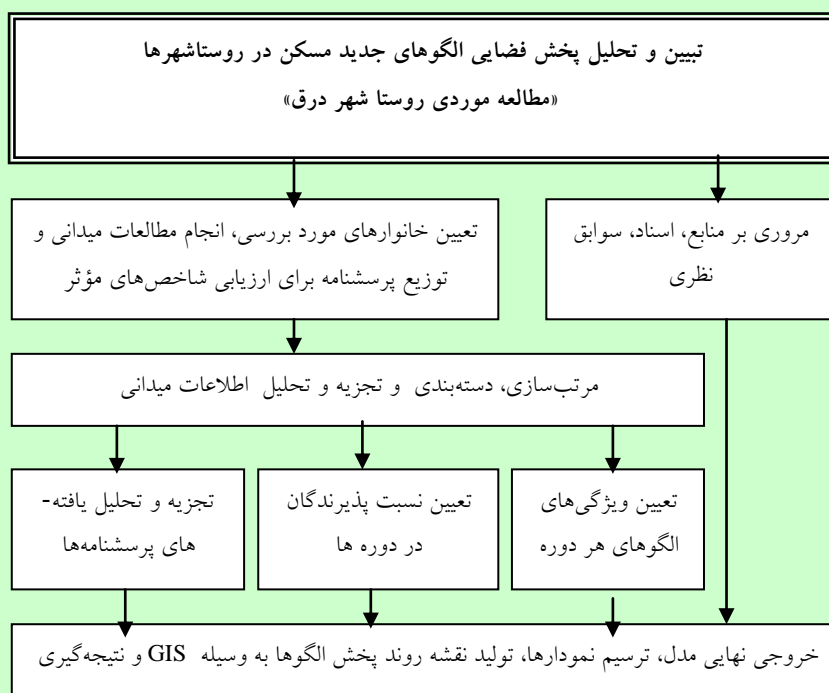 تبیین و تحلیل پخش فضایی الگوهای جدید مسکن در روستاشهرها
«مطالعه موردی روستا شهر درق»
مروری بر منابع، اسناد، سوابق
نظری
تعیین خانوارهای مورد بررسی، انجام مطالعات میدانی و
توزیع پرسشنامه برای ارزیابی شاخص‌های مؤثر
مرتب‌سازی، دسته‌بندی و تجزیه و تحلیل اطلاعات میدانی
تعیین ویژگی‌های
الگوهای هر دوره
تعیین نسبت پذیرندگان
در دوره ها
تجزیه و تحلیل یافته-
های پرسشنامه‌ها
خروجی نهایی مدل، ترسیم نمودارها، تولید نقشه روند پخش الگوها به وسیله GIS و نتیجه‌گیری